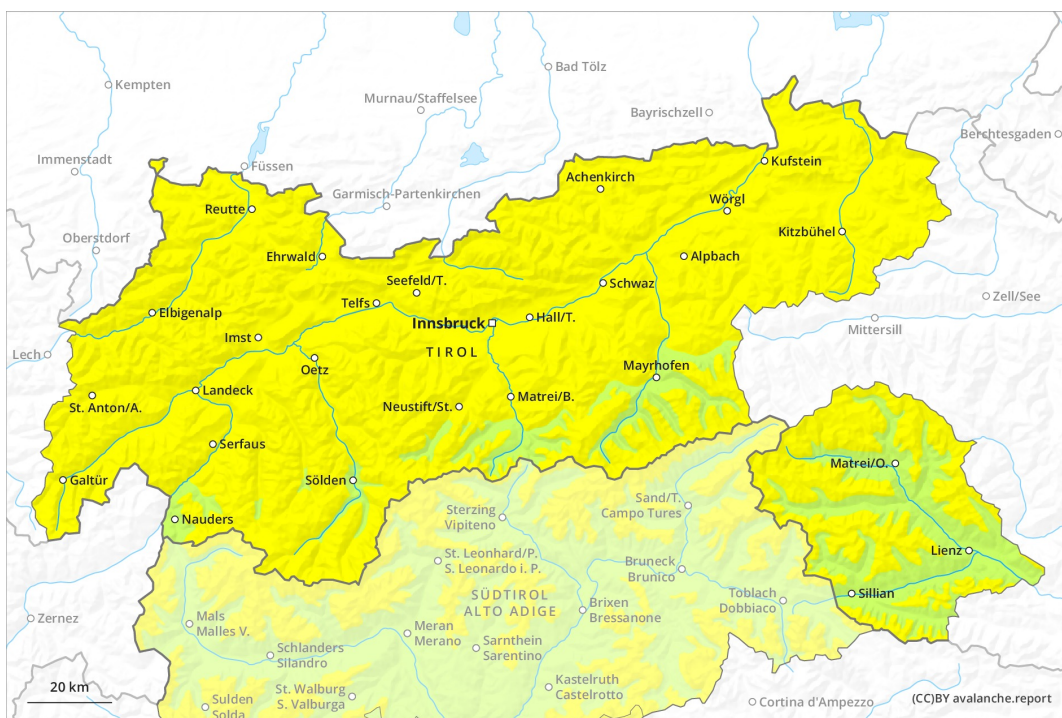 Kempten
Bad Tölz
Murnau/Staffelsee
Bayrischzell
Berchtesgaden
Immenstadt
Füssen
Kufstein
Achenkirch
Garmisch-Partenkirchen
Reutte
Wörgl
Oberstdorf
Kitzbühel
Ehrwald
Alpbach
Seefeld/T.
Schwaz
Zell/See
Telfs
Elbigenalp
Hall/T.
Innsbruck
Mittersill
Imst
TIROL
Lech
Oetz
Mayrhofen
Landeck
St. Anton/A.
Neustift/St.
Matrei/B.
Serfaus
Matrei/O.
Galtür
Sölden
Sand/T.
Campo Tures
Sterzing
Vipiteno
Nauders
St. Leonhard/P.
S. Leonardo i. P.
Lienz
Bruneck
Brunico
SÜDTIROL
ALTO ADIGE
Toblach
Dobbiaco
Sillian
Brixen
Bressanone
Zernez
Mals
Malles V.
Meran
Merano
Sarnthein
Sarentino
Schlanders
Silandro
20 km
St. Walburg
S. Valburga
Kastelruth
Castelrotto
Sulden
Solda
Cortina d'Ampezzo
(CC)BY avalanche.report